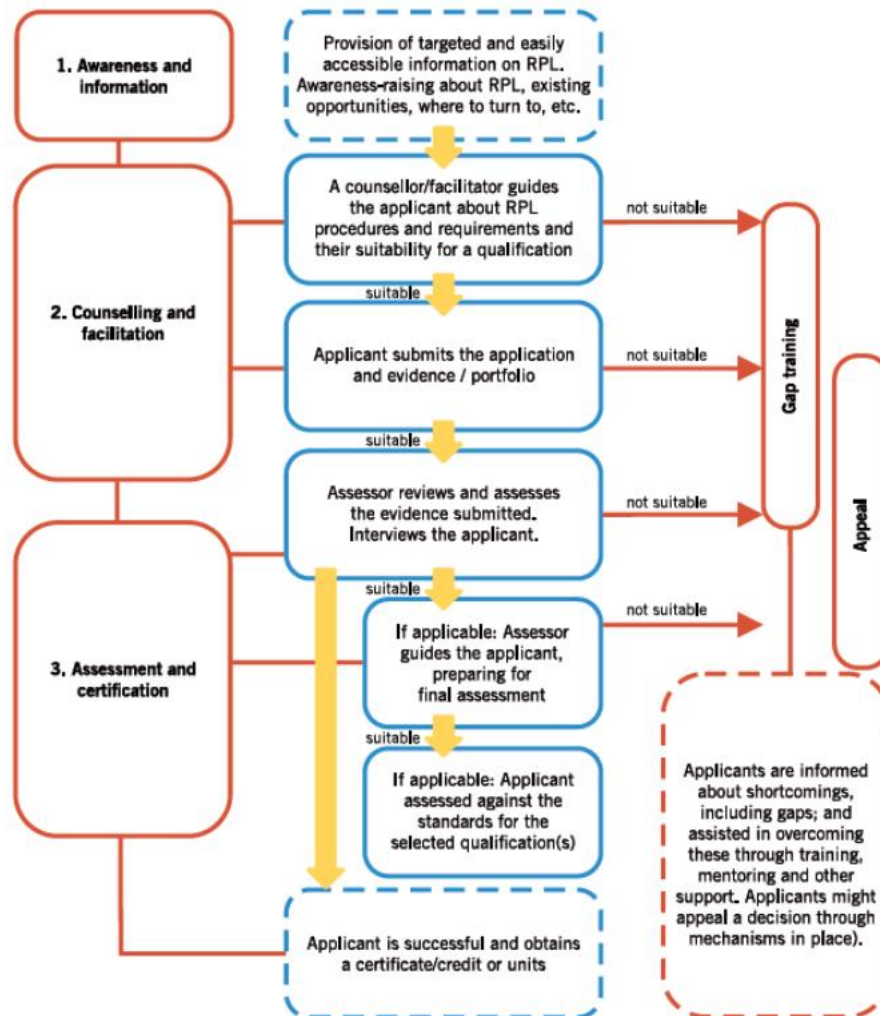 1. Awareness and
information
Provision of targeted and easily
accessible information on RPL.
Awareness-raising about RPL, existing
opportunities, where to turn to, etc.
2. Counselling and
facilitation
A counsellor/facilitator guides
the applicant about RPL
procedures and requirements and
their suitability for a qualification
not suitable
suitable
Applicant submits the application
and evidence / portfolio
not suitable
suitable
Assessor reviews and assesses
the evidence submitted.
Interviews the applicant.
not suitable
suitable
3. Assessment and
certification
If applicable: Assessor
guides the applicant,
preparing for
final assessment
not suitable
suitable
If applicable: Applicant
assessed against the
standards for the
selected qualification(s)
Applicant is successful and obtains
a certificate/credit or units
Gap training
Appeal
Applicants are informed
about shortcomings,
including gaps; and
assisted in overcoming
these through training,
mentoring and other
support. Applicants might
appeal a decision through
mechanisms in place).